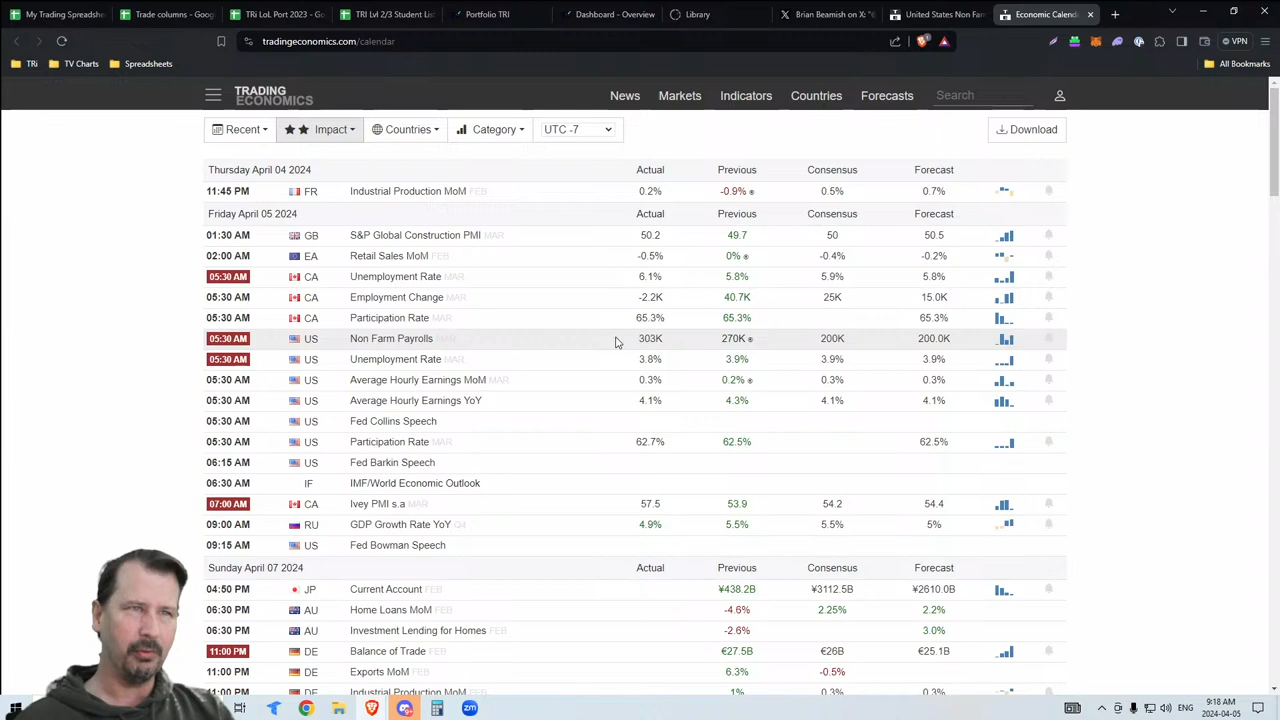 My Spreadshe
Trade columns - Goog
TRi LoL Port 2023 - Go
TRI Lvl 2/3 Student Lis
Portfolio TRI
Dashboard - Overview
Library
Brian Beamish on X: "
United States Non Far
Economic Calenda
tradingeconomics.com/calendar
VPN
TRi
TV Charts
Spreadsheets
All Bookmarks
TRADING
ECONOMICS
News Markets Indicators Countries Forecasts Search
Recent Impact Countries Category UTC -7 Download
Thursday April 04 2024 Actual Previous Consensus Forecast
11:45 PM FR Industrial Production MoM FEB 0.2% -0.9% ® 0.5% 0.7%
Friday April 05 2024 Actual Previous Consensus Forecast
01:30 AM GB S&P Global Construction PMI MAR 50.2 49.7 50 50.5
02:00 AM EA Retail Sales MoM FEB -0.5% 0% ® -0.4% -0.2%
05:30 AM CA Unemployment Rate MAR 6.1% 5.8% 5.9% 5.8%
05:30 AM CA Employment Change MAR -2.2K 40.7K 25K 15.0K
05:30 AM CA Participation Rate MAR 65.3% 65.3% 65.3%
05:30 AM US Non Farm Payrolls MAR 303K 270K ® 200K 200.0K
05:30 AM US Unemployment Rate MAR 3.8% 3.9% 3.9% 3.9%
05:30 AM US Average Hourly Earnings MoM MAR 0.3% 0.2% ® 0.3% 0.3%
05:30 AM US Average Hourly Earnings YoY 4.1% 4.3% 4.1% 4.1%
05:30 AM US Fed Collins Speech
05:30 AM US Participation Rate MAR 62.7% 62.5% 62.5%
06:15 AM US Fed Barkin Speech
06:30 AM IF IMF/World Economic Outlook
07:00 AM CA Ivey PMI s.a MAR 57.5 53.9 54.2 54.4
09:00 AM RU GDP Growth Rate YoY Q4 4.9% 5.5% 5.5% 5%
09:15 AM US Fed Bowman Speech
Sunday April 07 2024 Actual Previous Consensus Forecast
04:50 PM JP Current Account FEB ¥438.2B ¥3112.5B ¥2610.0B
06:30 PM AU Home Loans MoM FEB -4.6% 2.25% 2.2%
06:30 PM AU Investment Lending for Homes FEB -2.6% 3.0%
11:00 PM DE Balance of Trade FEB €27.5B €26B €25.1B
11:00 PM DE Exports MoM FEB 6.3% -0.5%
11:00 PM DE Industrial Production MoM FEB 1% 0.3% 0.3%
ENG
9:18 AM
2024-04-05